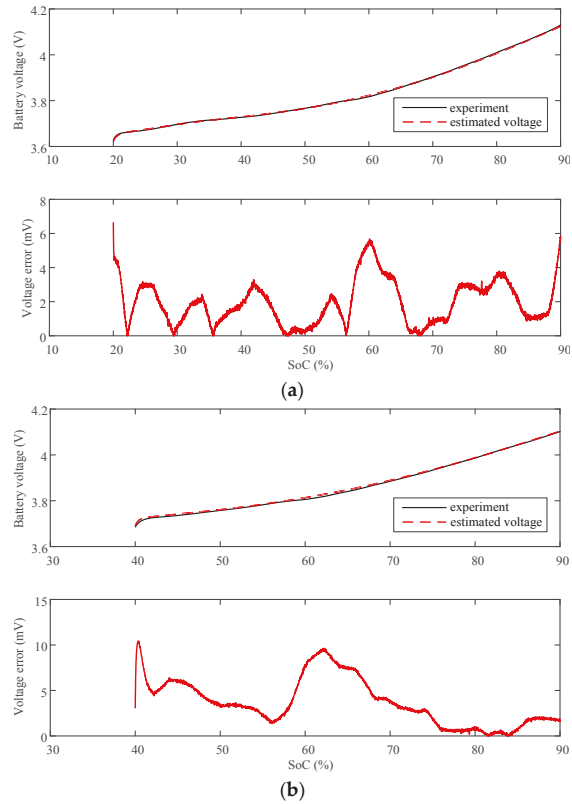 Battery voltage (V)
4.2
4
3.8
3.6
experiment
estimated voltage
10 20 30 40 50 60 70 80 90
Voltage error (mV)
8
6
4
2
0
10 20 30 40 50 60 70 80 90
SoC (%)
(a)
Battery voltage (V)
4.2
4
3.8
3.6
experiment
estimated voltage
30 40 50 60 70 80 90
Voltage error (mV)
15
10
5
0
30 40 50 60 70 80 90
SoC (%)
(b)